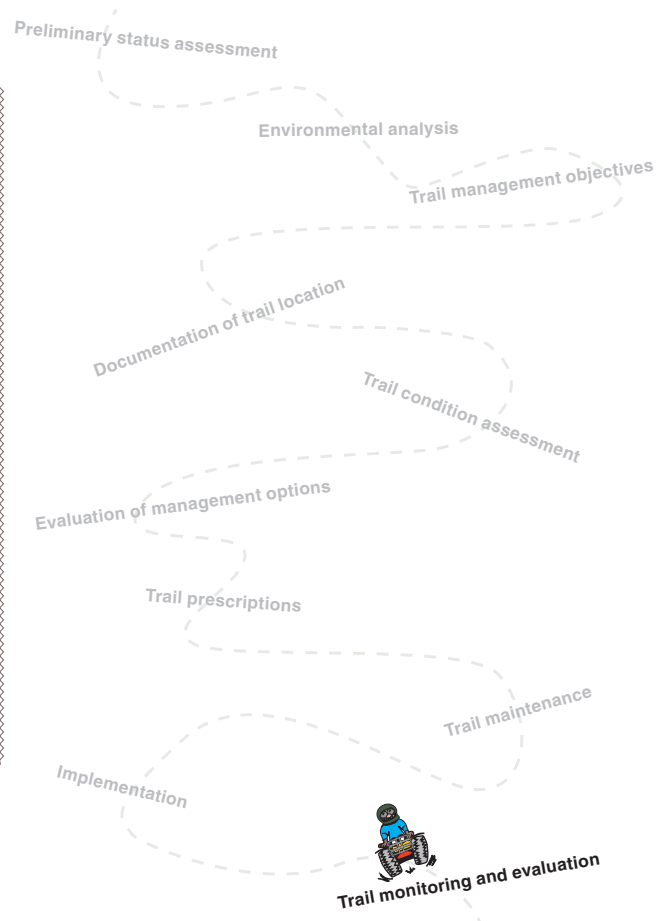 Preliminary status assessment
Environmental analysis
Trail management objectives
Documentation of trail location
Trail condition assessment
Evaluation of management options
Trail prescriptions
Trail maintenance
Implementation
Trail monitoring and evaluation